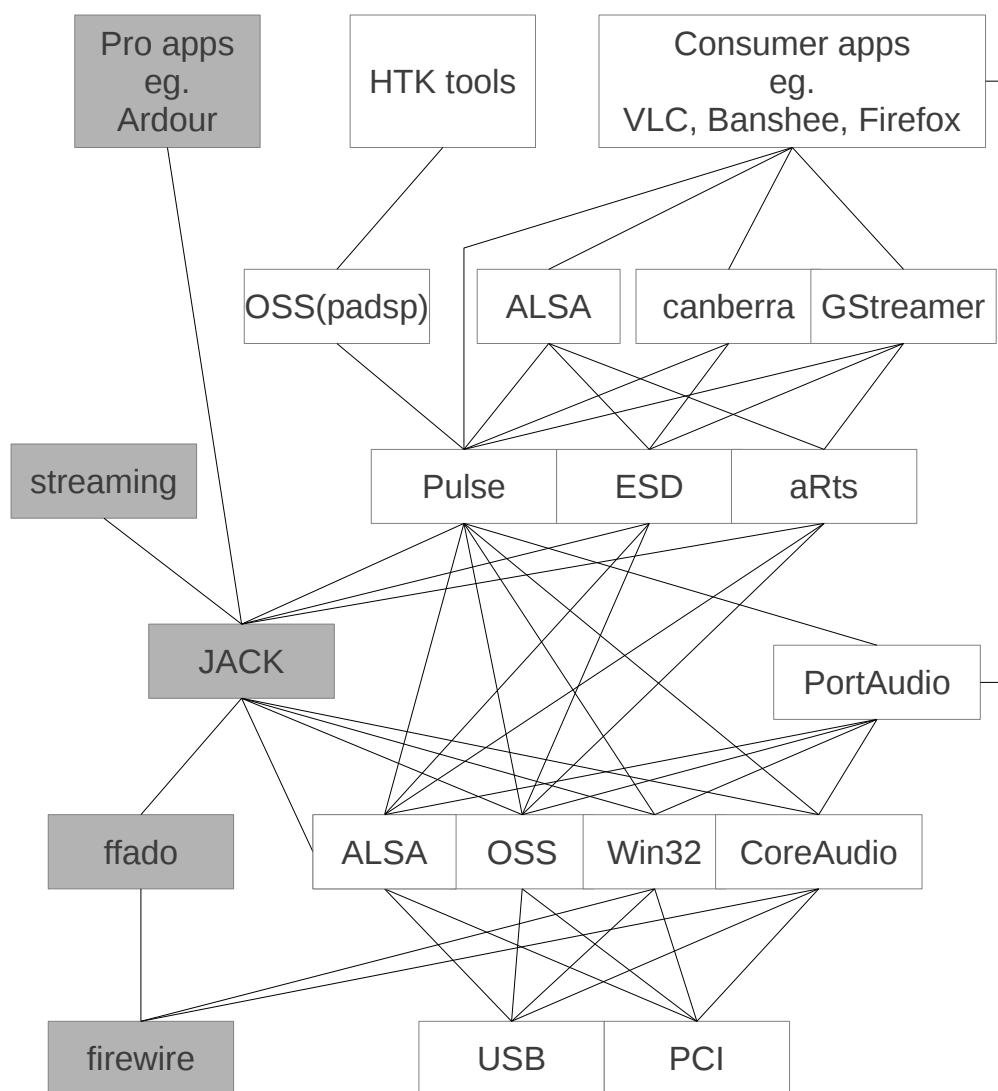 Pro apps
eg.
Ardour
HTK tools
Consumer apps
eg.
VLC, Banshee, Firefox
OSS(padsp)
ALSA
canberra
GStreamer
streaming
Pulse
ESD
aRts
JACK
PortAudio
ffado
ALSA
OSS
Win32
CoreAudio
firewire
USB
PCI